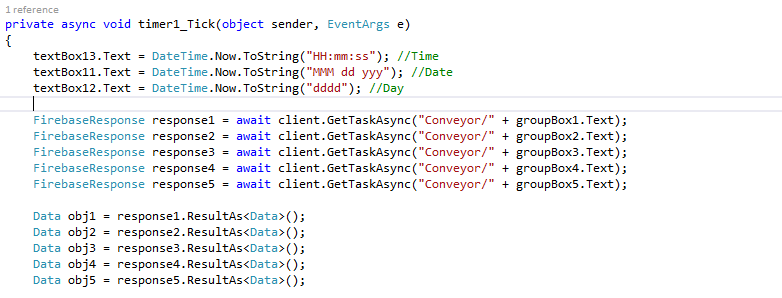 1 reference
private async void timer1_Tick(object sender, EventArgs e)
{
textBox13.Text = DateTime.Now.ToString("HH:mm:ss"); //Time
textBox11.Text = DateTime.Now.ToString("MMM dd yyy"); //Date
textBox12.Text = DateTime.Now.ToString("dddd"); //Day
FirebaseResponse response1 = await client.GetTaskAsync("Conveyor/" + groupBox1.Text);
FirebaseResponse response2 = await client.GetTaskAsync("Conveyor/" + groupBox2.Text);
FirebaseResponse response3 = await client.GetTaskAsync("Conveyor/" + groupBox3.Text);
FirebaseResponse response4 = await client.GetTaskAsync("Conveyor/" + groupBox4.Text);
FirebaseResponse response5 = await client.GetTaskAsync("Conveyor/" + groupBox5.Text);
Data obj1 = response1.ResultAs<Data>();
Data obj2 = response2.ResultAs<Data>();
Data obj3 = response3.ResultAs<Data>();
Data obj4 = response4.ResultAs<Data>();
Data obj5 = response5.ResultAs<Data>();